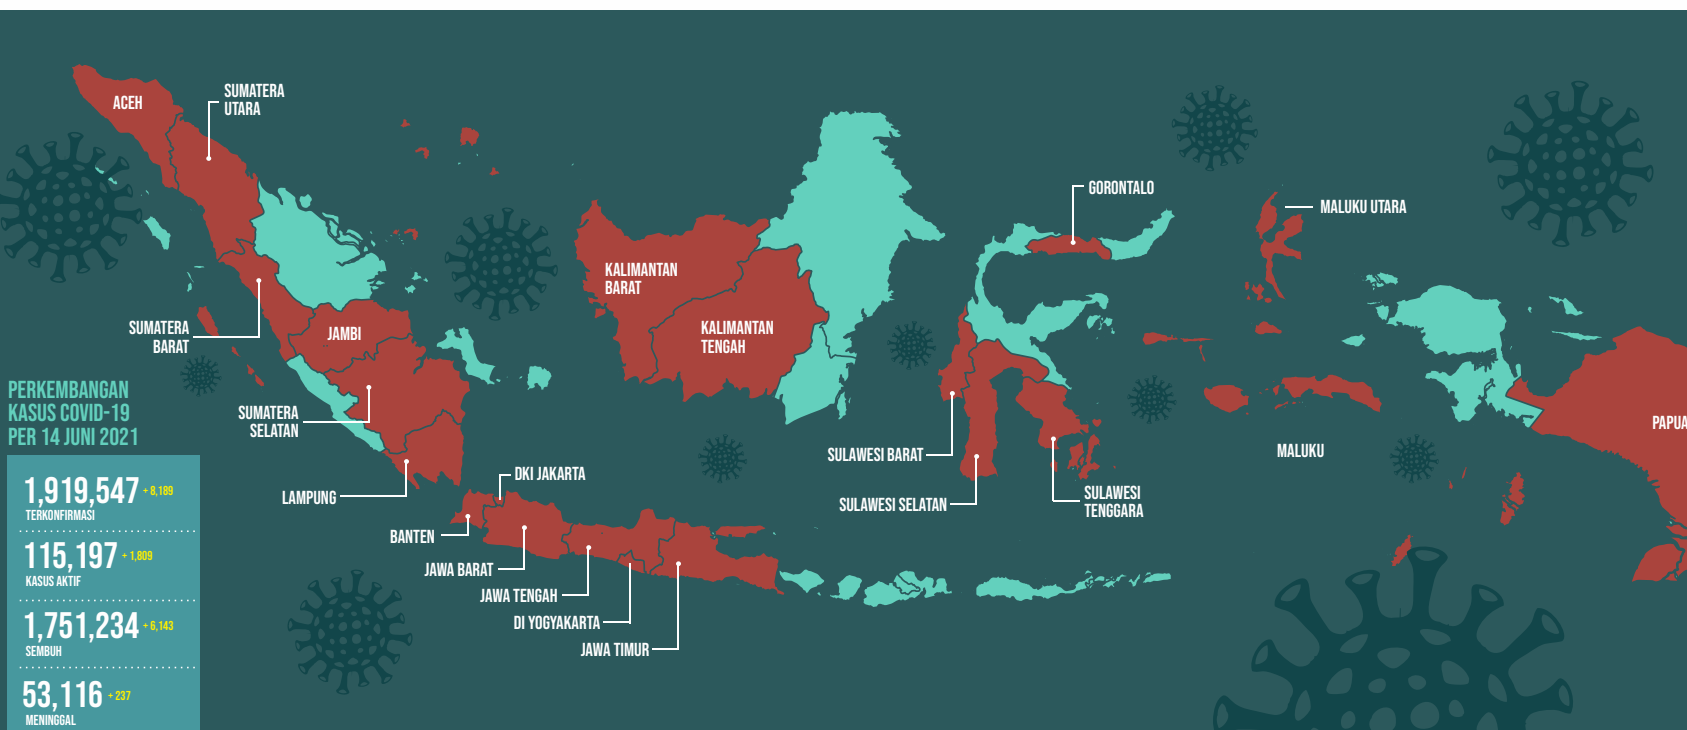 ACEH
SUMATERA
UTARA
SUMATERA
BARAT
JAMBI
SUMATERA
SELATAN
LAMPUNG
KALIMANTAN
BARAT
KALIMANTAN
TENGAH
GORONTALO
MALUKU UTARA
SULAWESI BARAT
SULAWESI SELATAN
SULAWESI
TENGGARA
MALUKU
PAPUA
DKI JAKARTA
BANTEN
JAWA BARAT
JAWA TENGAH
DI YOGYAKARTA
JAWA TIMUR
PERKEMBANGAN
KASUS COVID-19
PER 14 JUNI 2021
1,919,547 + 8,189
TERKONFIRMASI
115,197 + 1,809
KASUS AKTIF
1,751,234 + 6,143
SEMBUH
53,116 + 237
MENINGGAL